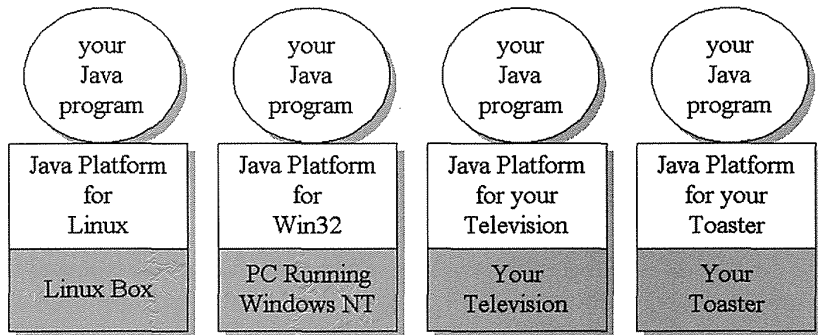 your
Java
program
Java Platform
for
Linux
Linux Box
your
Java
program
Java Platform
for
Win32
PC Running
Windows NT
your
Java
program
Java Platform
for your
Television
Your
Television
your
Java
program
Java Platform
for your
Toaster
Your
Toaster